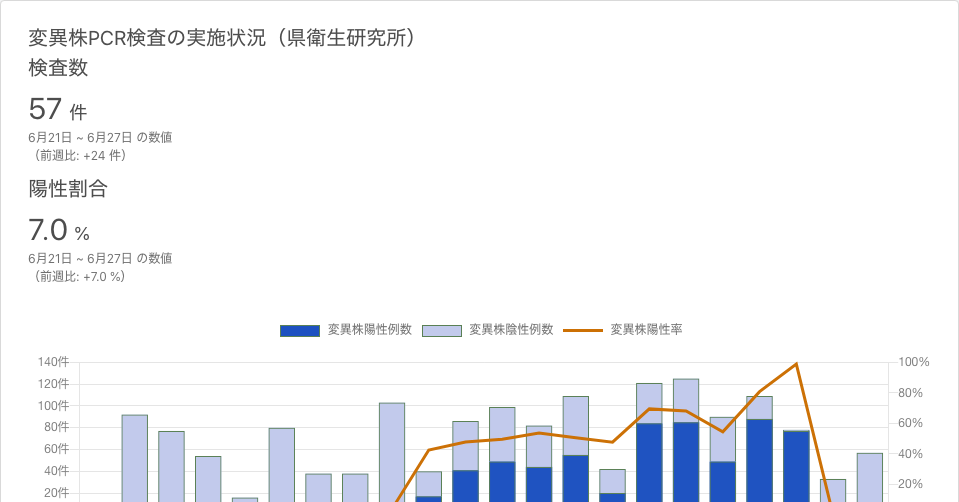 変異株PCR検査の実施状況（県衛生研究所）
検査数
57 件
6月21日 ~ 6月27日 の数値
（前週比: +24 件）
陽性割合
7.0 %
6月21日 ~ 6月27日 の数値
（前週比: +7.0 %）
変異株陽性例数 変異株陰性例数 変異株陽性率
140件 100%
120件
80%
100件
80件 60%
60件
40% 
40件
20件 20%